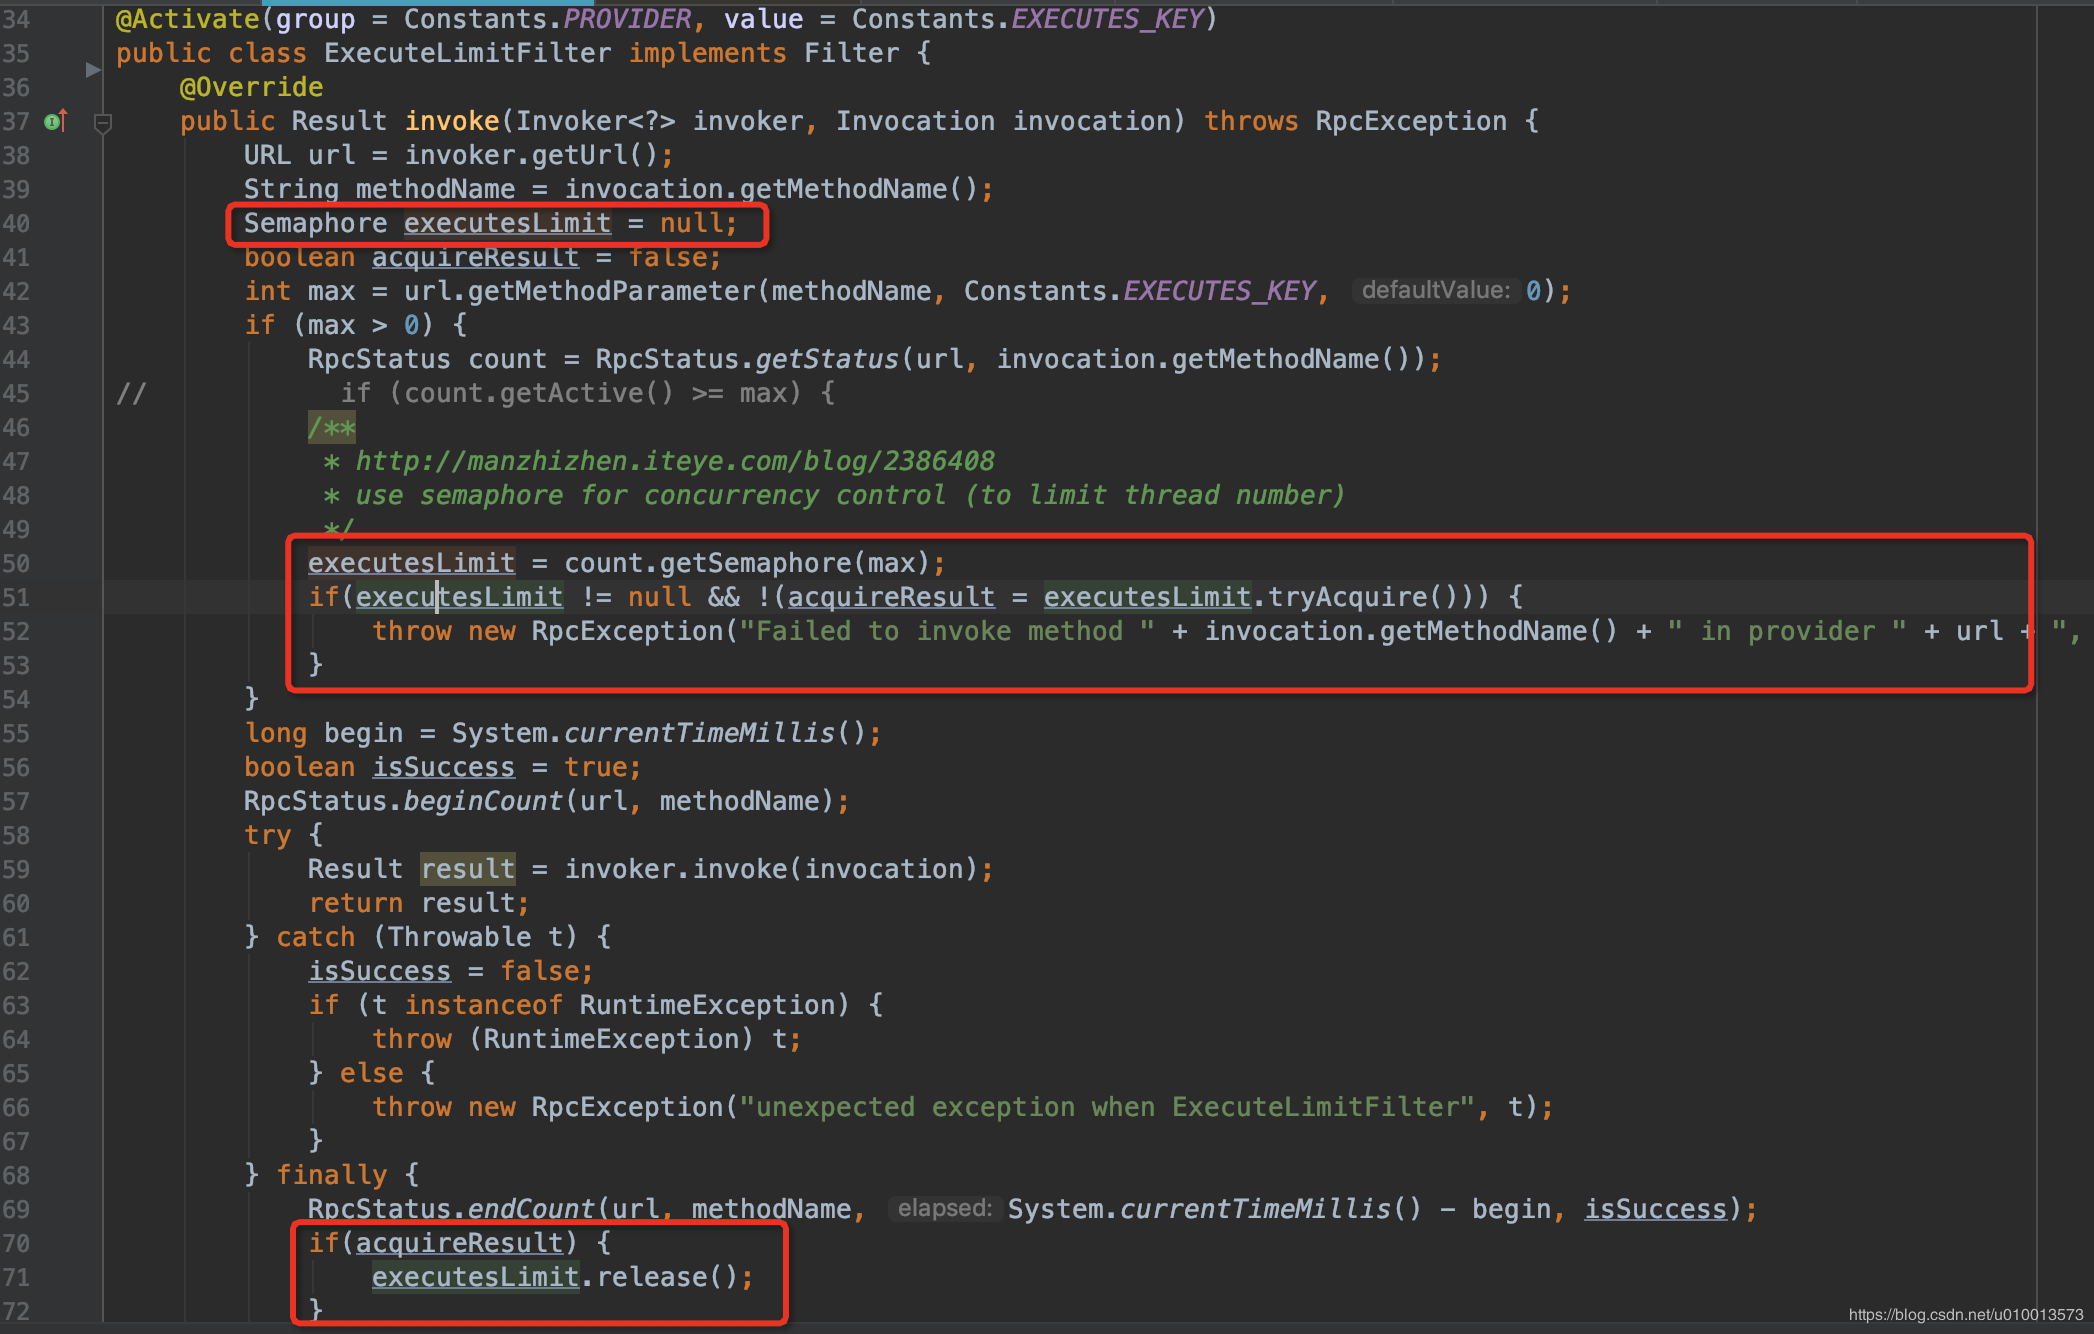 34 @Activate(group = Constants.PROVIDER, value = Constants.EXECUTES_KEY)
35 public class ExecuteLimitFilter implements Filter {
36 @Override
37 public Result invoke(Invoker<?> invoker, Invocation invocation) throws RpcException {
38 URL url = invoker.getUrl();
39 String methodName = invocation.getMethodName();
40 Semaphore executesLimit = null;
41 boolean acquireResult = false;
42 int max = url.getMethodParameter(methodName, Constants.EXECUTES_KEY, defaultValue: 0);
43 if (max > 0) {
44 RpcStatus count = RpcStatus.getStatus(url, invocation.getMethodName());
45 // if (count.getActive() >= max) {
46 /**
47 * http://manzhizhen.iteye.com/blog/2386408
48 * use semaphore for concurrency control (to limit thread number)
49 */
50 executesLimit = count.getSemaphore(max);
51 if(executesLimit != null && !(acquireResult = executesLimit.tryAcquire())) {
52 throw new RpcException("Failed to invoke method " + invocation.getMethodName() + " in provider " + url + ",
53 }
54 }
55 long begin = System.currentTimeMillis();
56 boolean isSuccess = true;
57 RpcStatus.beginCount(url, methodName);
58 try {
59 Result result = invoker.invoke(invocation);
60 return result;
61 } catch (Throwable t) {
62 isSuccess = false;
63 if (t instanceof RuntimeException) {
64 throw (RuntimeException) t;
65 } else {
66 throw new RpcException("unexpected exception when ExecuteLimitFilter", t);
67 }
68 } finally {
69 RpcStatus.endCount(url, methodName, elapsed: System.currentTimeMillis() - begin, isSuccess);
70 if(acquireResult) {
71 executesLimit.release();
72 }
https://blog.csdn.net/u010013573